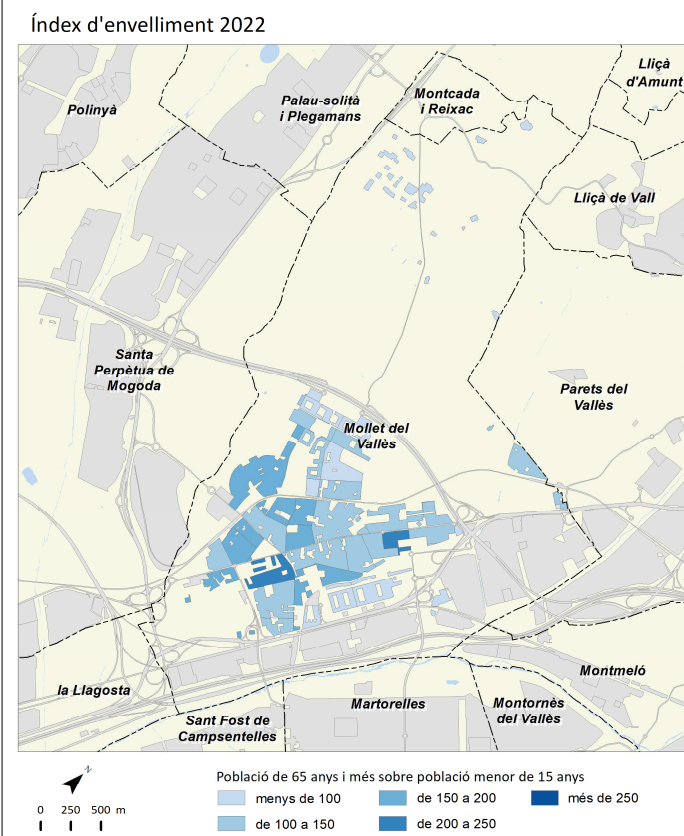 Índex d'envelliment 2022
Lliçà
d'Amunt
Polinyà
Palau-solità
i Plegamans
Montcada
i Reixac
Lliçà de Vall
Santa
Perpètua de
Mogoda
Parets del
Vallès
Mollet del
Vallès
Montmeló
la Llagosta
Martorelles
Montornès
del Vallès
Sant Fost de
Campsentelles
N
0 250 500 m
Població de 65 anys i més sobre població menor de 15 anys
menys de 100
de 150 a 200
més de 250
de 100 a 150
de 200 a 250